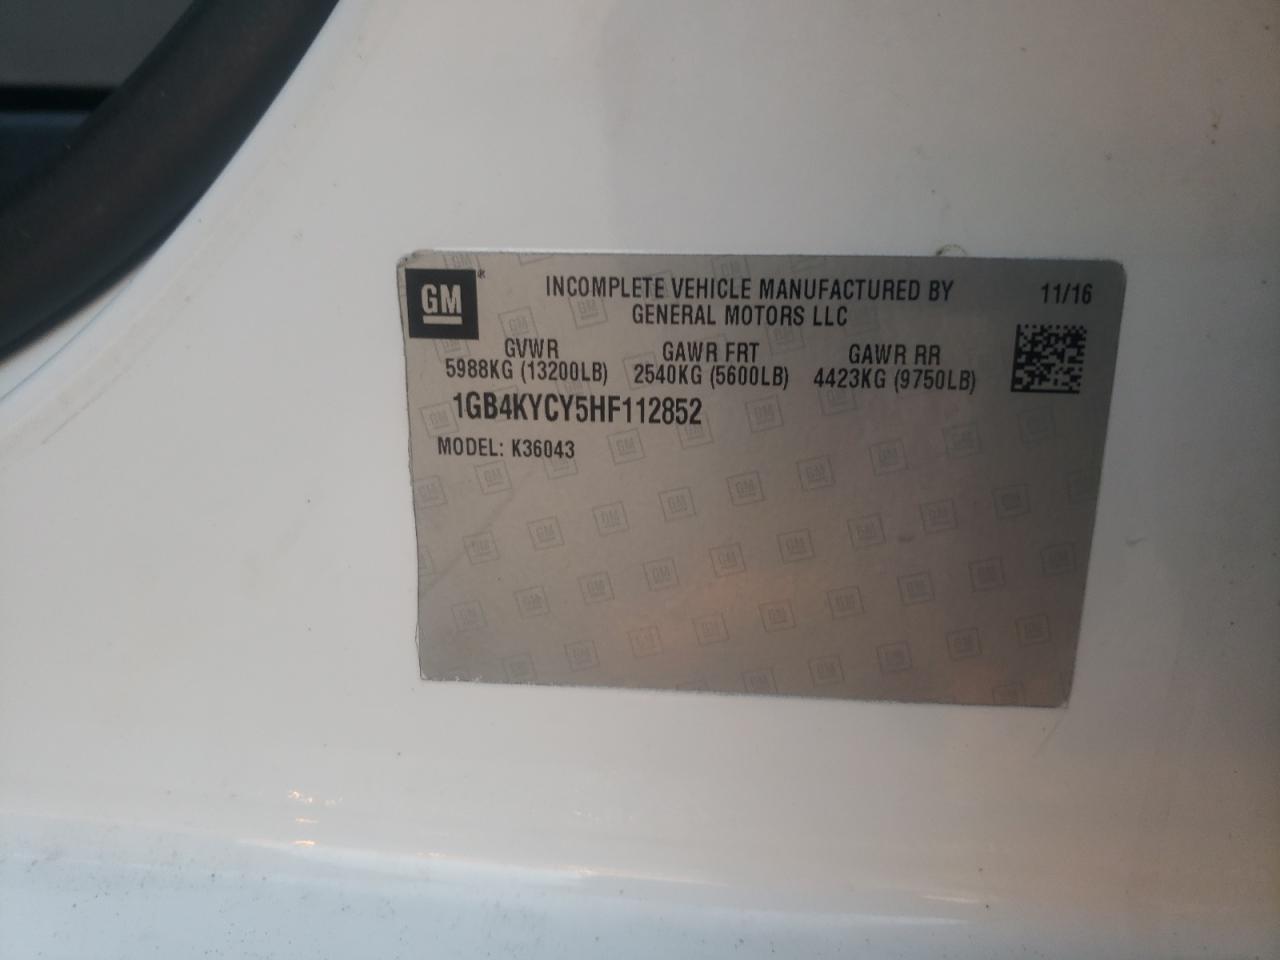 GM
INCOMPLETE VEHICLE MANUFACTURED BY
GENERAL MOTORS LLC
11/16
GVWR GAWR FRT GAWR RR
5988KG (13200LB) 2540KG (5600LB) 4423KG (9750LB)
1GB4KYCY5HF112852
MODEL: K36043